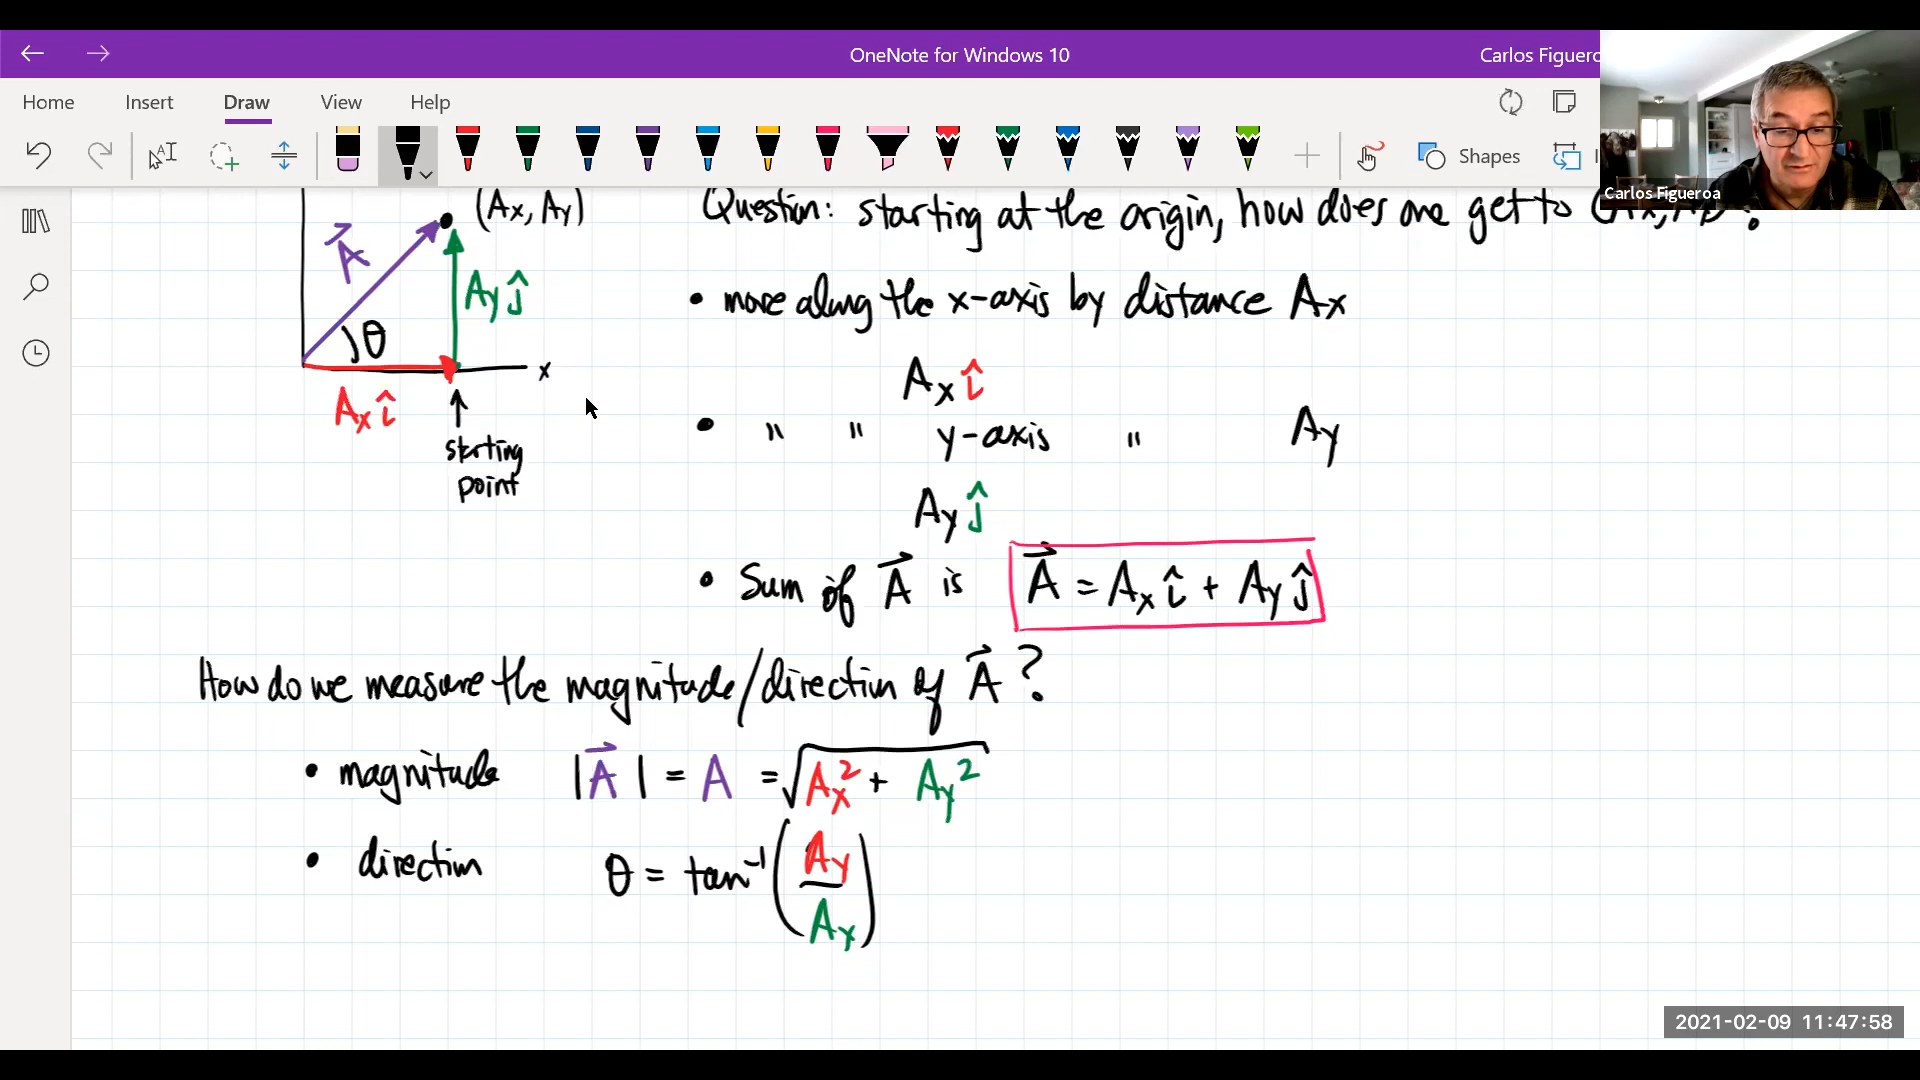 OneNote for Windows 10
Carlos Figuero
Home Insert Draw View Help
Shapes
Carlos Figueroa
(Ax, Ay)
Question: starting at the origin, how does one get to
A⃗
Ay ĵ
θ
x
Ax î
↑
starting
point
• move along the x-axis by distance Ax
Ax î
• " " y-axis " Ay
Ay ĵ
• Sum of A⃗ is A⃗ = Ax î + Ay ĵ
How do we measure the magnitude/direction of A⃗ ?
• magnitude |A⃗| = A = √(Ax² + Ay²)
• direction θ = tan⁻¹(Ay/Ax)
2021-02-09 11:47:58